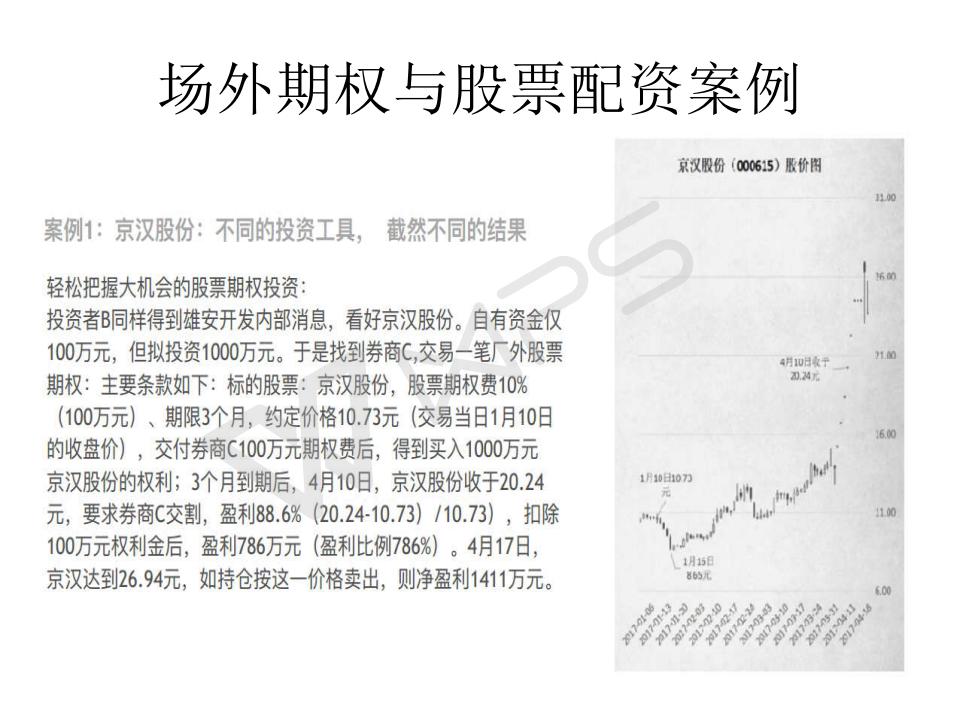 场外期权与股票配资案例
案例1：京汉股份：不同的投资工具， 截然不同的结果
轻松把握大机会的股票期权投资：
投资者B同样得到雄安开发内部消息，看好京汉股份。自有资金仅
100万元，但拟投资1000万元。于是找到券商C,交易一笔厂外股票
期权：主要条款如下：标的股票：京汉股份，股票期权费10%
（100万元）、期限3个月，约定价格10.73元（交易当日1月10日
的收盘价），交付券商C100万元期权费后，得到买入1000万元
京汉股份的权利；3个月到期后，4月10日，京汉股份收于20.24
元，要求券商C交割，盈利88.6%（20.24-10.73）/10.73），扣除
100万元权利金后，盈利786万元（盈利比例786%）。4月17日，
京汉达到26.94元，如持仓按这一价格卖出，则净盈利1411万元。
京汉股份（000615）股价图
31.00
26.00
21.00
4月10日收于
20.24元
16.00
1月10日10.73
元
11.00
1月16日
8.65元
6.00
2017-01-06
2017-01-13
2017-01-20
2017-02-03
2017-02-10
2017-02-17
2017-02-24
2017-03-03
2017-03-10
2017-03-17
2017-03-24
2017-03-31
2017-04-11
2017-04-18
WPS